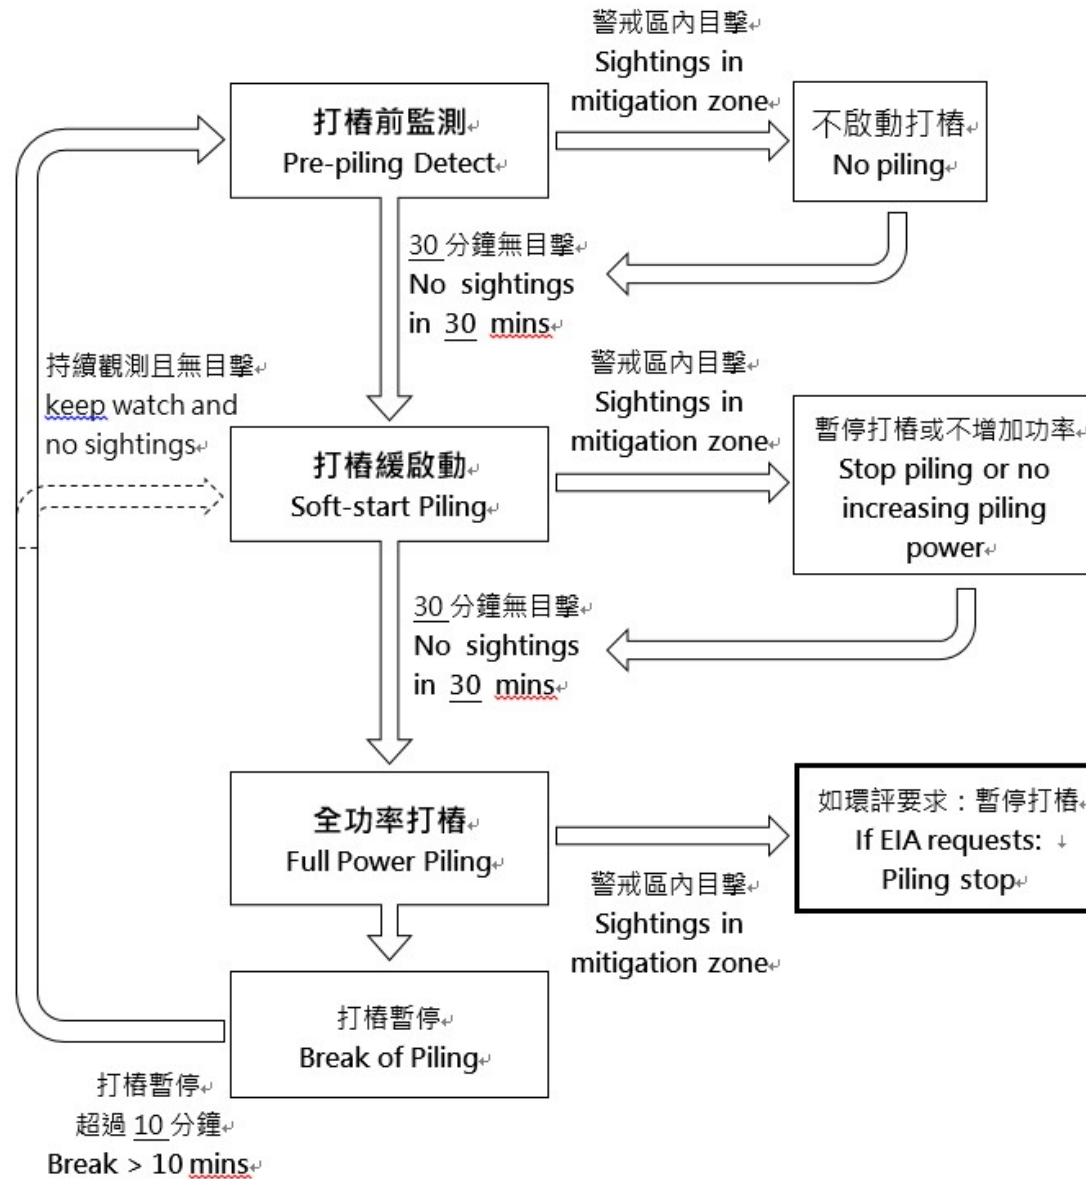 警戒區內目擊
Sightings in
mitigation zone
打樁前監測
Pre-piling Detect
不啟動打樁
No piling
30 分鐘無目擊
No sightings
in 30 mins
持續觀測且無目擊
keep watch and
no sightings
警戒區內目擊
Sightings in
mitigation zone
打樁緩啟動
Soft-start Piling
暫停打樁或不增加功率
Stop piling or no
increasing piling
power
30 分鐘無目擊
No sightings
in 30 mins
全功率打樁
Full Power Piling
如環評要求：暫停打樁
If EIA requests:
Piling stop
警戒區內目擊
Sightings in
mitigation zone
打樁暫停
Break of Piling
打樁暫停
超過 10 分鐘
Break > 10 mins